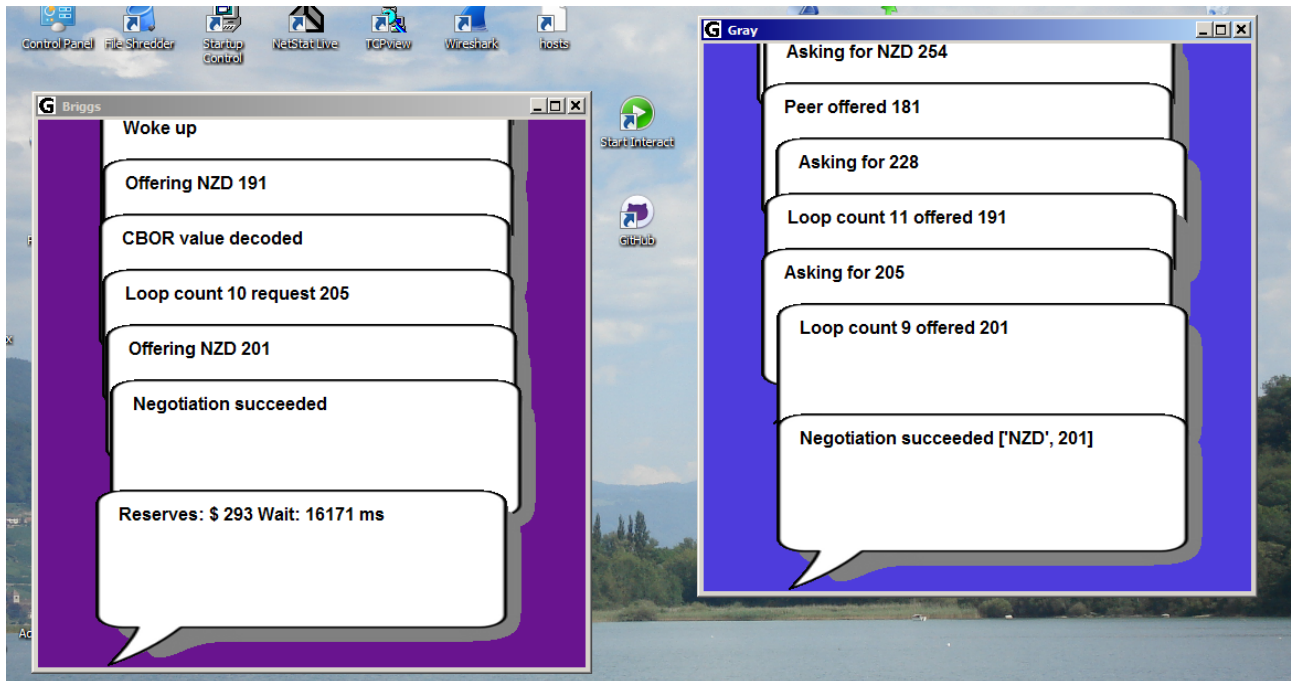 Control Panel
File Shredder
Startup Control
NetStat Live
TCPview
Wireshark
hosts
Start Interact
GitHub
G Briggs
Woke up
Offering NZD 191
CBOR value decoded
Loop count 10 request 205
Offering NZD 201
Negotiation succeeded
Reserves: $ 293 Wait: 16171 ms
G Gray
Asking for NZD 254
Peer offered 181
Asking for 228
Loop count 11 offered 191
Asking for 205
Loop count 9 offered 201
Negotiation succeeded ['NZD', 201]